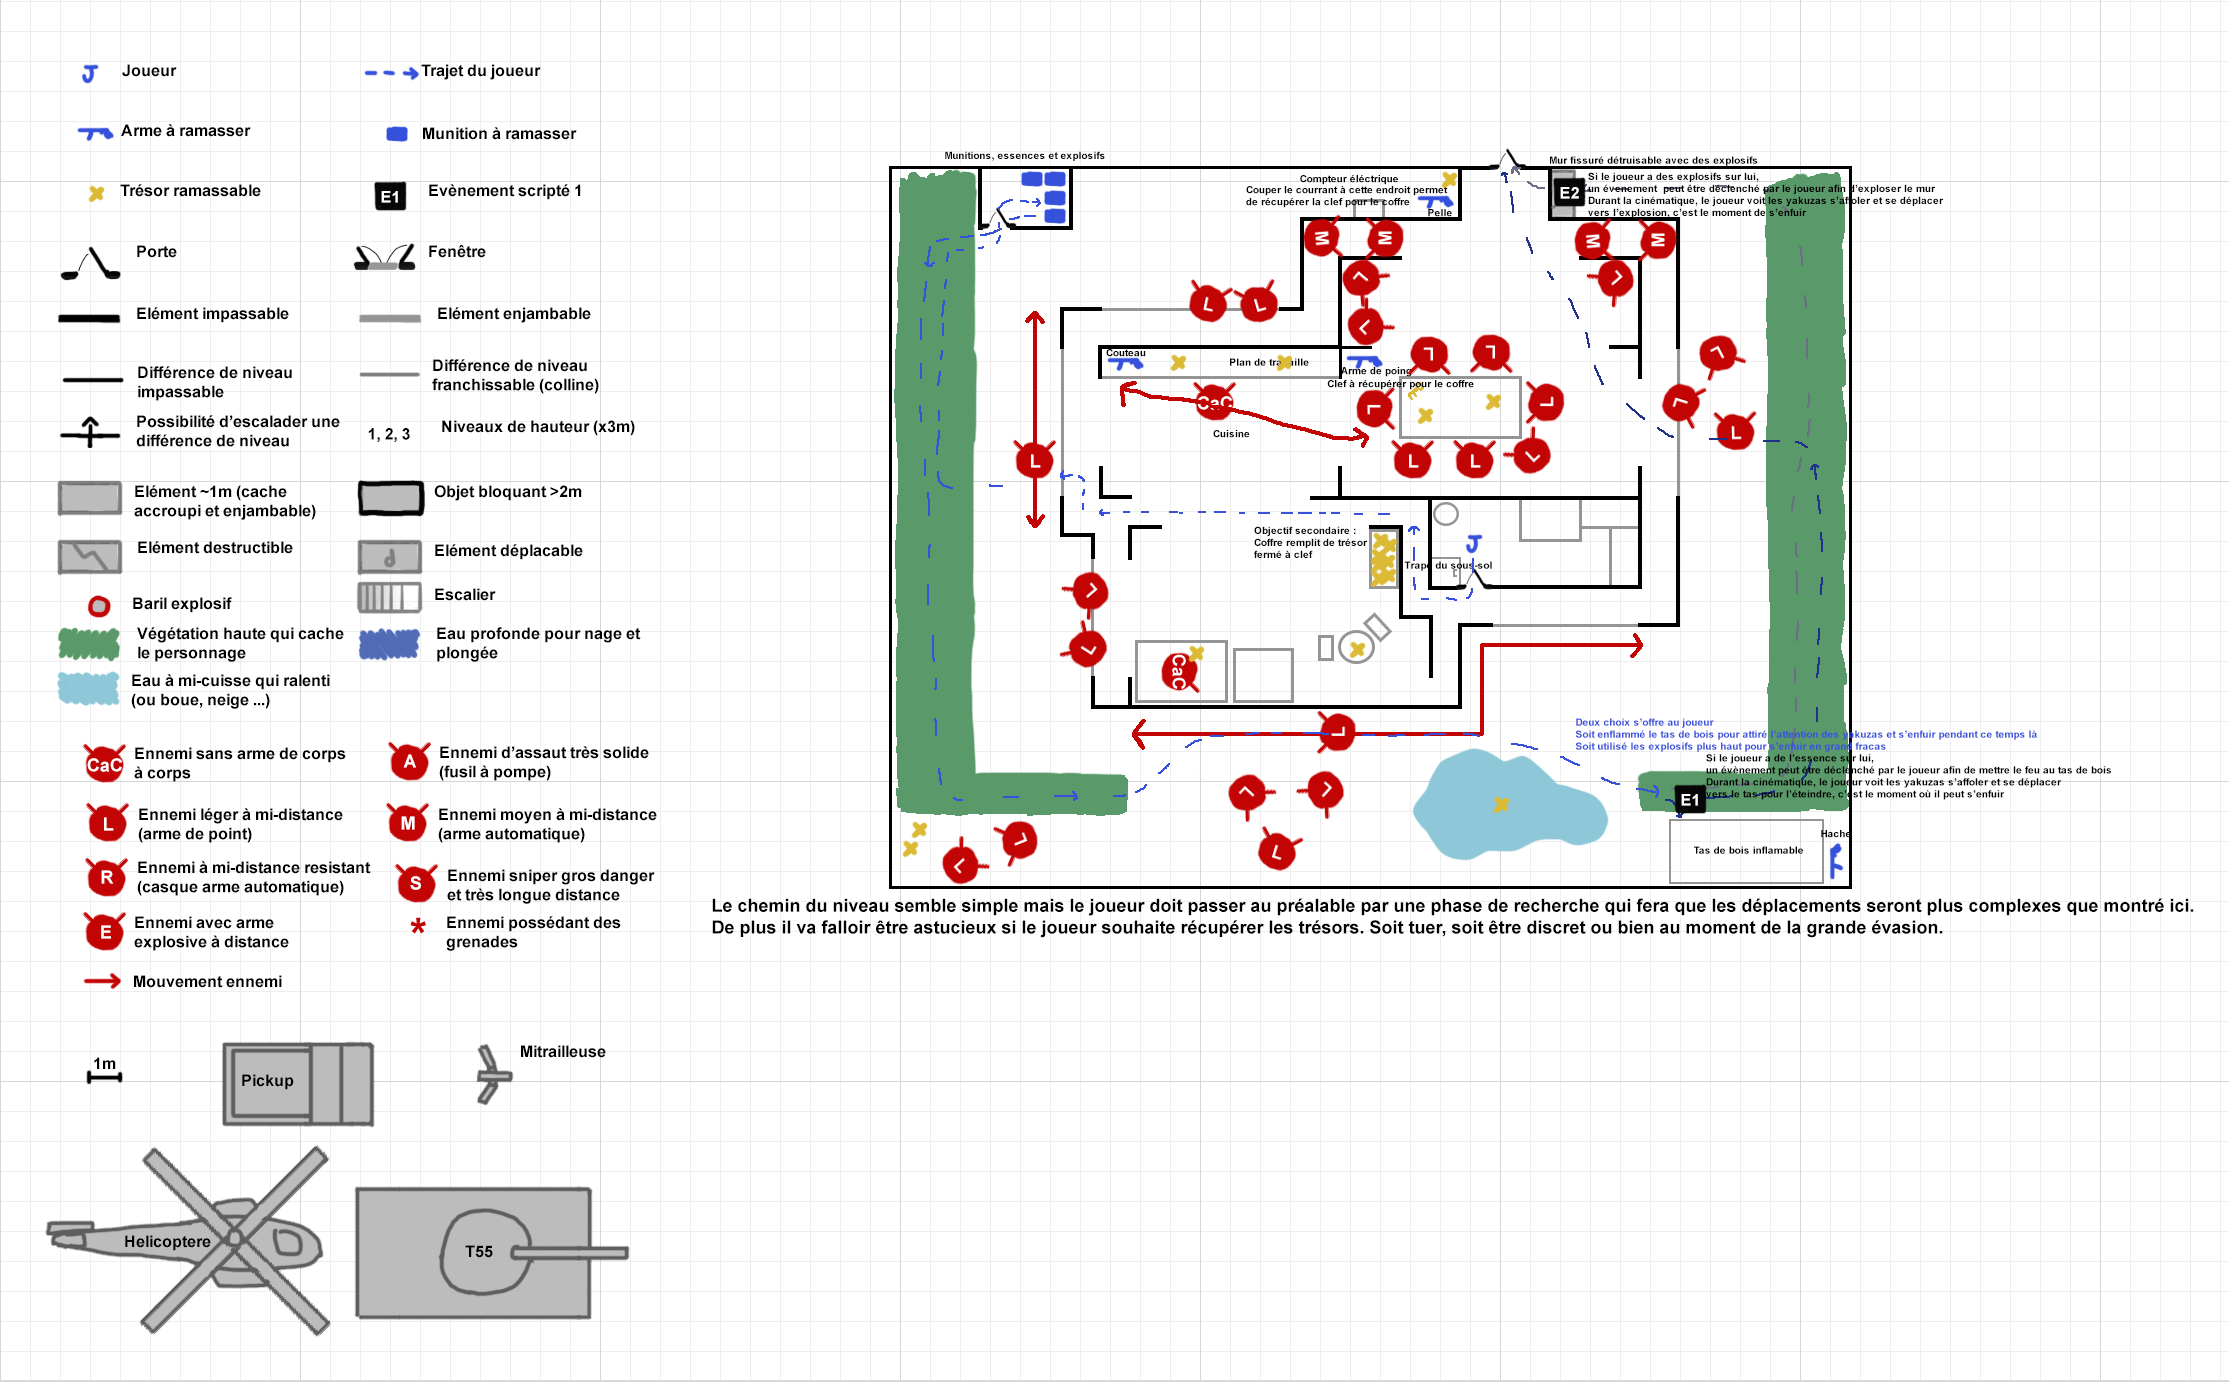 J
Joueur
Trajet du joueur
Arme à ramasser
Munition à ramasser
Trésor ramassable
E1
Evènement scripté 1
Porte
Fenêtre
Elément impassable
Elément enjambable
Différence de niveau
impassable
Différence de niveau
franchissable (colline)
Possibilité d'escalader une
différence de niveau
1, 2, 3
Niveaux de hauteur (x3m)
Elément ~1m (cache
accroupi et enjambable)
Objet bloquant >2m
Elément destructible
d
Elément déplacable
Escalier
Baril explosif
Végétation haute qui cache
le personnage
Eau profonde pour nage et
plongée
Eau à mi-cuisse qui ralenti
(ou boue, neige ...)
CaC
Ennemi sans arme de corps
à corps
A
Ennemi d'assaut très solide
(fusil à pompe)
L
Ennemi léger à mi-distance
(arme de point)
M
Ennemi moyen à mi-distance
(arme automatique)
R
Ennemi à mi-distance resistant
(casque arme automatique)
S
Ennemi sniper gros danger
et très longue distance
E
Ennemi avec arme
explosive à distance
*
Ennemi possédant des
grenades
Mouvement ennemi
1m
Pickup
Mitrailleuse
Helicoptere
T55
Munitions, essences et explosifs
Compteur éléctrique
Couper le courrant à cette endroit permet
de récupérer la clef pour le coffre
Pelle
Mur fissuré détruisable avec des explosifs
E2
Si le joueur a des explosifs sur lui,
un évènement peut être déclenché par le joueur afin d'exploser le mur
Durant la cinématique, le joueur voit les yakuzas s'affoler et se déplacer
vers l'explosion, c'est le moment de s'enfuir
M
M
M
M
L
L
L
L
L
Couteau
Plan de travaille
Arme de poing
Clef à récupérer pour le coffre
L
L
L
L
L
L
L
CaC
Cuisine
L
L
L
L
Objectif secondaire :
Coffre remplit de trésor
fermé à clef
J
Trape du sous-sol
L
L
CaC
L
Deux choix s'offre au joueur
Soit enflammé le tas de bois pour attiré l'attention des yakuzas et s'enfuir pendant ce temps là
Soit utilisé les explosifs plus haut pour s'enfuir en grand fracas
Si le joueur a de l'essence sur lui,
un évènement peut être déclenché par le joueur afin de mettre le feu au tas de bois
Durant la cinématique, le joueur voit les yakuzas s'affoler et se déplacer
vers le tas pour l'éteindre, c'est le moment où il peut s'enfuir
E1
L
L
L
L
L
Hache
Tas de bois inflamable
Le chemin du niveau semble simple mais le joueur doit passer au préalable par une phase de recherche qui fera que les déplacements seront plus complexes que montré ici.
De plus il va falloir être astucieux si le joueur souhaite récupérer les trésors. Soit tuer, soit être discret ou bien au moment de la grande évasion.